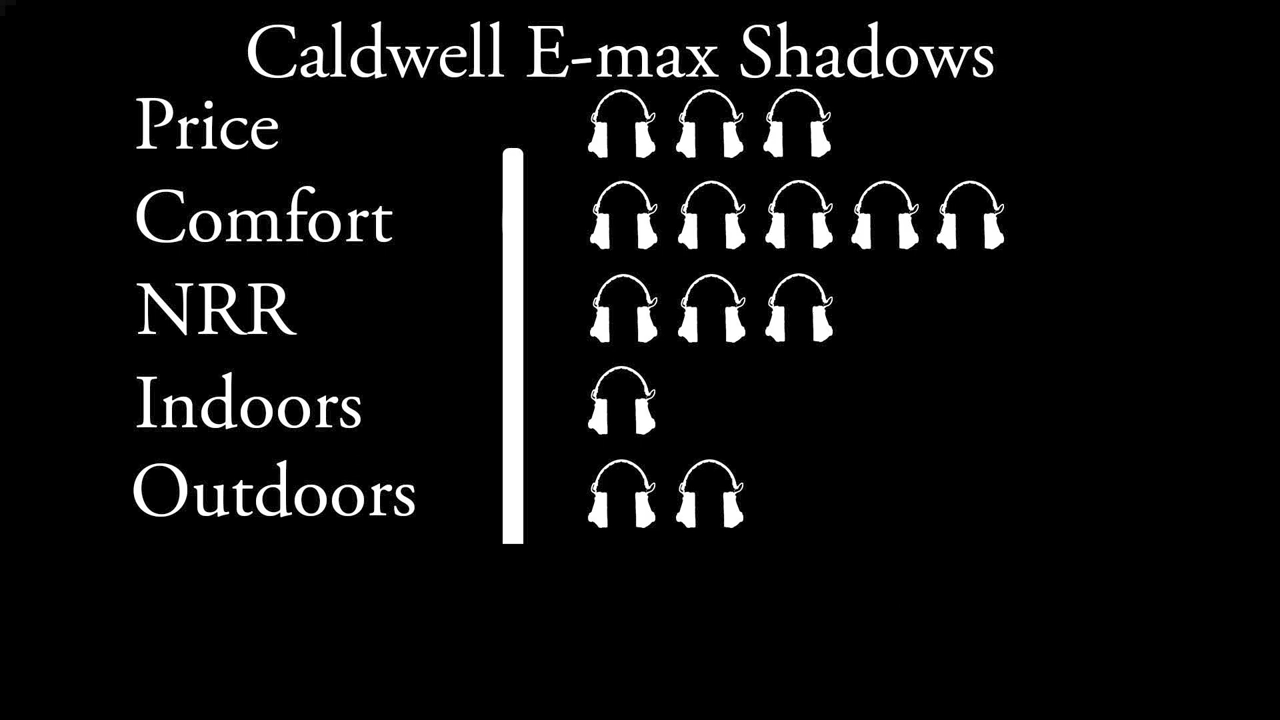 Caldwell E-max Shadows
Price
Comfort
NRR
Indoors
Outdoors